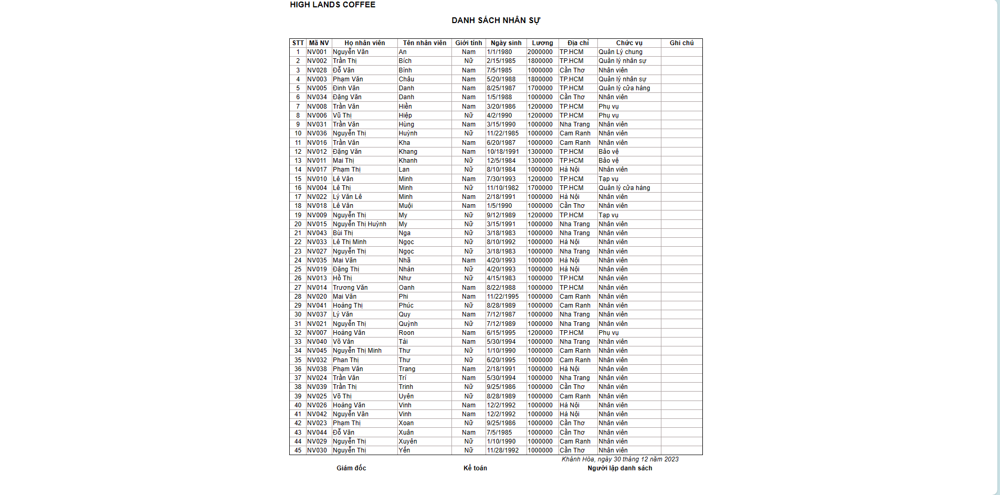 HIGH LANDS COFFEE
DANH SÁCH NHÂN SỰ
STT Mã NV Họ nhân viên Tên nhân viên Giới tính Ngày sinh Lương Địa chỉ Chức vụ Ghi chú
1 NV001 Nguyễn Văn An Nam 1/1/1980 2000000 TP.HCM Quản Lý chung
2 NV002 Trần Thị Bích Nữ 2/15/1985 1800000 TP.HCM Quản lý nhân sự
3 NV028 Đỗ Văn Bình Nam 7/5/1985 1000000 Cần Thơ Nhân viên
4 NV003 Phạm Văn Châu Nam 5/20/1988 1800000 TP.HCM Quản lý nhân sự
5 NV005 Đinh Văn Danh Nam 8/25/1987 1700000 TP.HCM Quản lý cửa hàng
6 NV034 Đặng Văn Danh Nam 1/5/1988 1000000 Cần Thơ Nhân viên
7 NV008 Trần Văn Hiền Nam 3/20/1986 1200000 TP.HCM Phụ vụ
8 NV006 Vũ Thị Hiệp Nữ 4/2/1990 1200000 TP.HCM Phụ vụ
9 NV031 Trần Văn Hùng Nam 3/15/1990 1000000 Nha Trang Nhân viên
10 NV036 Nguyễn Thị Huỳnh Nữ 11/22/1985 1000000 Cam Ranh Nhân viên
11 NV016 Trần Văn Kha Nam 6/20/1987 1000000 Cam Ranh Nhân viên
12 NV012 Đặng Văn Khang Nam 10/18/1991 1300000 TP.HCM Bảo vệ
13 NV011 Mai Thị Khanh Nữ 12/5/1984 1300000 TP.HCM Bảo vệ
14 NV017 Phạm Thị Lan Nữ 8/10/1984 1000000 Hà Nội Nhân viên
15 NV010 Lê Văn Minh Nam 7/30/1993 1200000 TP.HCM Tạp vụ
16 NV004 Lê Thị Minh Nữ 11/10/1982 1700000 TP.HCM Quản lý cửa hàng
17 NV022 Lý Văn Lê Minh Nam 2/18/1991 1000000 Hà Nội Nhân viên
18 NV018 Lê Văn Muội Nam 1/5/1990 1000000 Cần Thơ Nhân viên
19 NV009 Nguyễn Thị My Nữ 9/12/1989 1200000 TP.HCM Tạp vụ
20 NV015 Nguyễn Thị Huỳnh My Nữ 3/15/1991 1000000 Nha Trang Nhân viên
21 NV043 Bùi Thị Nga Nữ 3/18/1983 1000000 Nha Trang Nhân viên
22 NV033 Lê Thị Minh Ngọc Nữ 8/10/1992 1000000 Hà Nội Nhân viên
23 NV027 Nguyễn Thị Ngọc Nữ 3/18/1983 1000000 Nha Trang Nhân viên
24 NV035 Mai Văn Nhã Nam 4/20/1993 1000000 Hà Nội Nhân viên
25 NV019 Đặng Thị Nhàn Nữ 4/20/1993 1000000 Hà Nội Nhân viên
26 NV013 Hồ Thị Như Nữ 4/15/1983 1000000 TP.HCM Nhân viên
27 NV014 Trương Văn Oanh Nam 8/22/1988 1000000 TP.HCM Nhân viên
28 NV020 Mai Văn Phi Nam 11/22/1995 1000000 Cam Ranh Nhân viên
29 NV041 Hoàng Thị Phúc Nữ 8/28/1989 1000000 Cam Ranh Nhân viên
30 NV037 Lý Văn Quy Nam 7/12/1987 1000000 Nha Trang Nhân viên
31 NV021 Nguyễn Thị Quỳnh Nữ 7/12/1989 1000000 Nha Trang Nhân viên
32 NV007 Hoàng Văn Roon Nam 6/15/1995 1200000 TP.HCM Phụ vụ
33 NV040 Võ Văn Tài Nam 5/30/1994 1000000 Nha Trang Nhân viên
34 NV045 Nguyễn Thị Minh Thư Nữ 1/10/1990 1000000 Cam Ranh Nhân viên
35 NV032 Phan Thị Thư Nữ 6/20/1995 1000000 Cam Ranh Nhân viên
36 NV038 Phạm Văn Trang Nam 2/18/1991 1000000 Hà Nội Nhân viên
37 NV024 Trần Văn Trí Nam 5/30/1994 1000000 Nha Trang Nhân viên
38 NV039 Trần Thị Trinh Nữ 9/25/1986 1000000 Cần Thơ Nhân viên
39 NV025 Võ Thị Uyên Nữ 8/28/1989 1000000 Cam Ranh Nhân viên
40 NV026 Hoàng Văn Vinh Nam 12/2/1992 1000000 Hà Nội Nhân viên
41 NV042 Nguyễn Văn Vinh Nam 12/2/1992 1000000 Hà Nội Nhân viên
42 NV023 Phạm Thị Xoan Nữ 9/25/1986 1000000 Cần Thơ Nhân viên
43 NV044 Đỗ Văn Xuân Nam 7/5/1985 1000000 Cần Thơ Nhân viên
44 NV029 Nguyễn Thị Xuyên Nữ 1/10/1990 1000000 Cam Ranh Nhân viên
45 NV030 Nguyễn Thị Yến Nữ 11/28/1992 1000000 Cần Thơ Nhân viên
Khánh Hòa, ngày 30 tháng 12 năm 2023
Giám đốc Kế toán Người lập danh sách